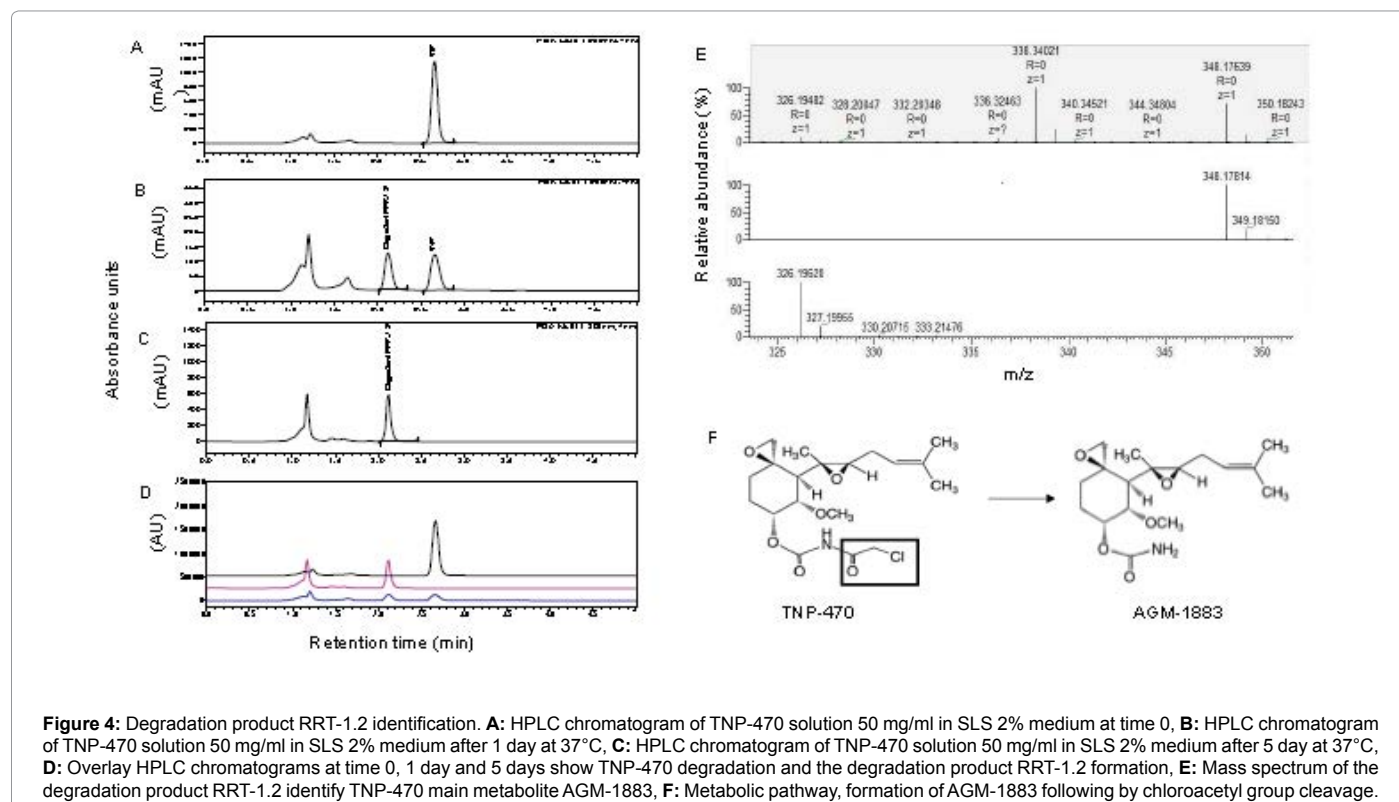 A
(mAU)
B
(mAU)
C
(mAU)
D
(AU)
Absorbance units
Retention time (min)
E
338.34021
R=0
z=1
348.17639
R=0
z=1
326.19482
R=0
z=1
328.20847
R=0
z=1
332.28348
R=0
z=1
336.32463
R=0
z=?
340.34521
R=0
z=1
344.34804
R=0
z=1
350.18243
R=0
z=1
100
50
0
348.17814
100
50
0
349.18150
326.19628
100
50
0
327.19955
330.20715
333.21476
325
330
335
340
345
350
Relative abundance (%)
m/z
F
O
H₃C
O
H
H
CH₃
CH₃
OCH₃
O
H
N
O
O
Cl
TNP-470
O
H₃C
O
H
H
CH₃
CH₃
OCH₃
O
NH₂
O
AGM-1883
Figure 4: Degradation product RRT-1.2 identification. A: HPLC chromatogram of TNP-470 solution 50 mg/ml in SLS 2% medium at time 0, B: HPLC chromatogram
of TNP-470 solution 50 mg/ml in SLS 2% medium after 1 day at 37°C, C: HPLC chromatogram of TNP-470 solution 50 mg/ml in SLS 2% medium after 5 day at 37°C,
D: Overlay HPLC chromatograms at time 0, 1 day and 5 days show TNP-470 degradation and the degradation product RRT-1.2 formation, E: Mass spectrum of the
degradation product RRT-1.2 identify TNP-470 main metabolite AGM-1883, F: Metabolic pathway, formation of AGM-1883 following by chloroacetyl group cleavage.